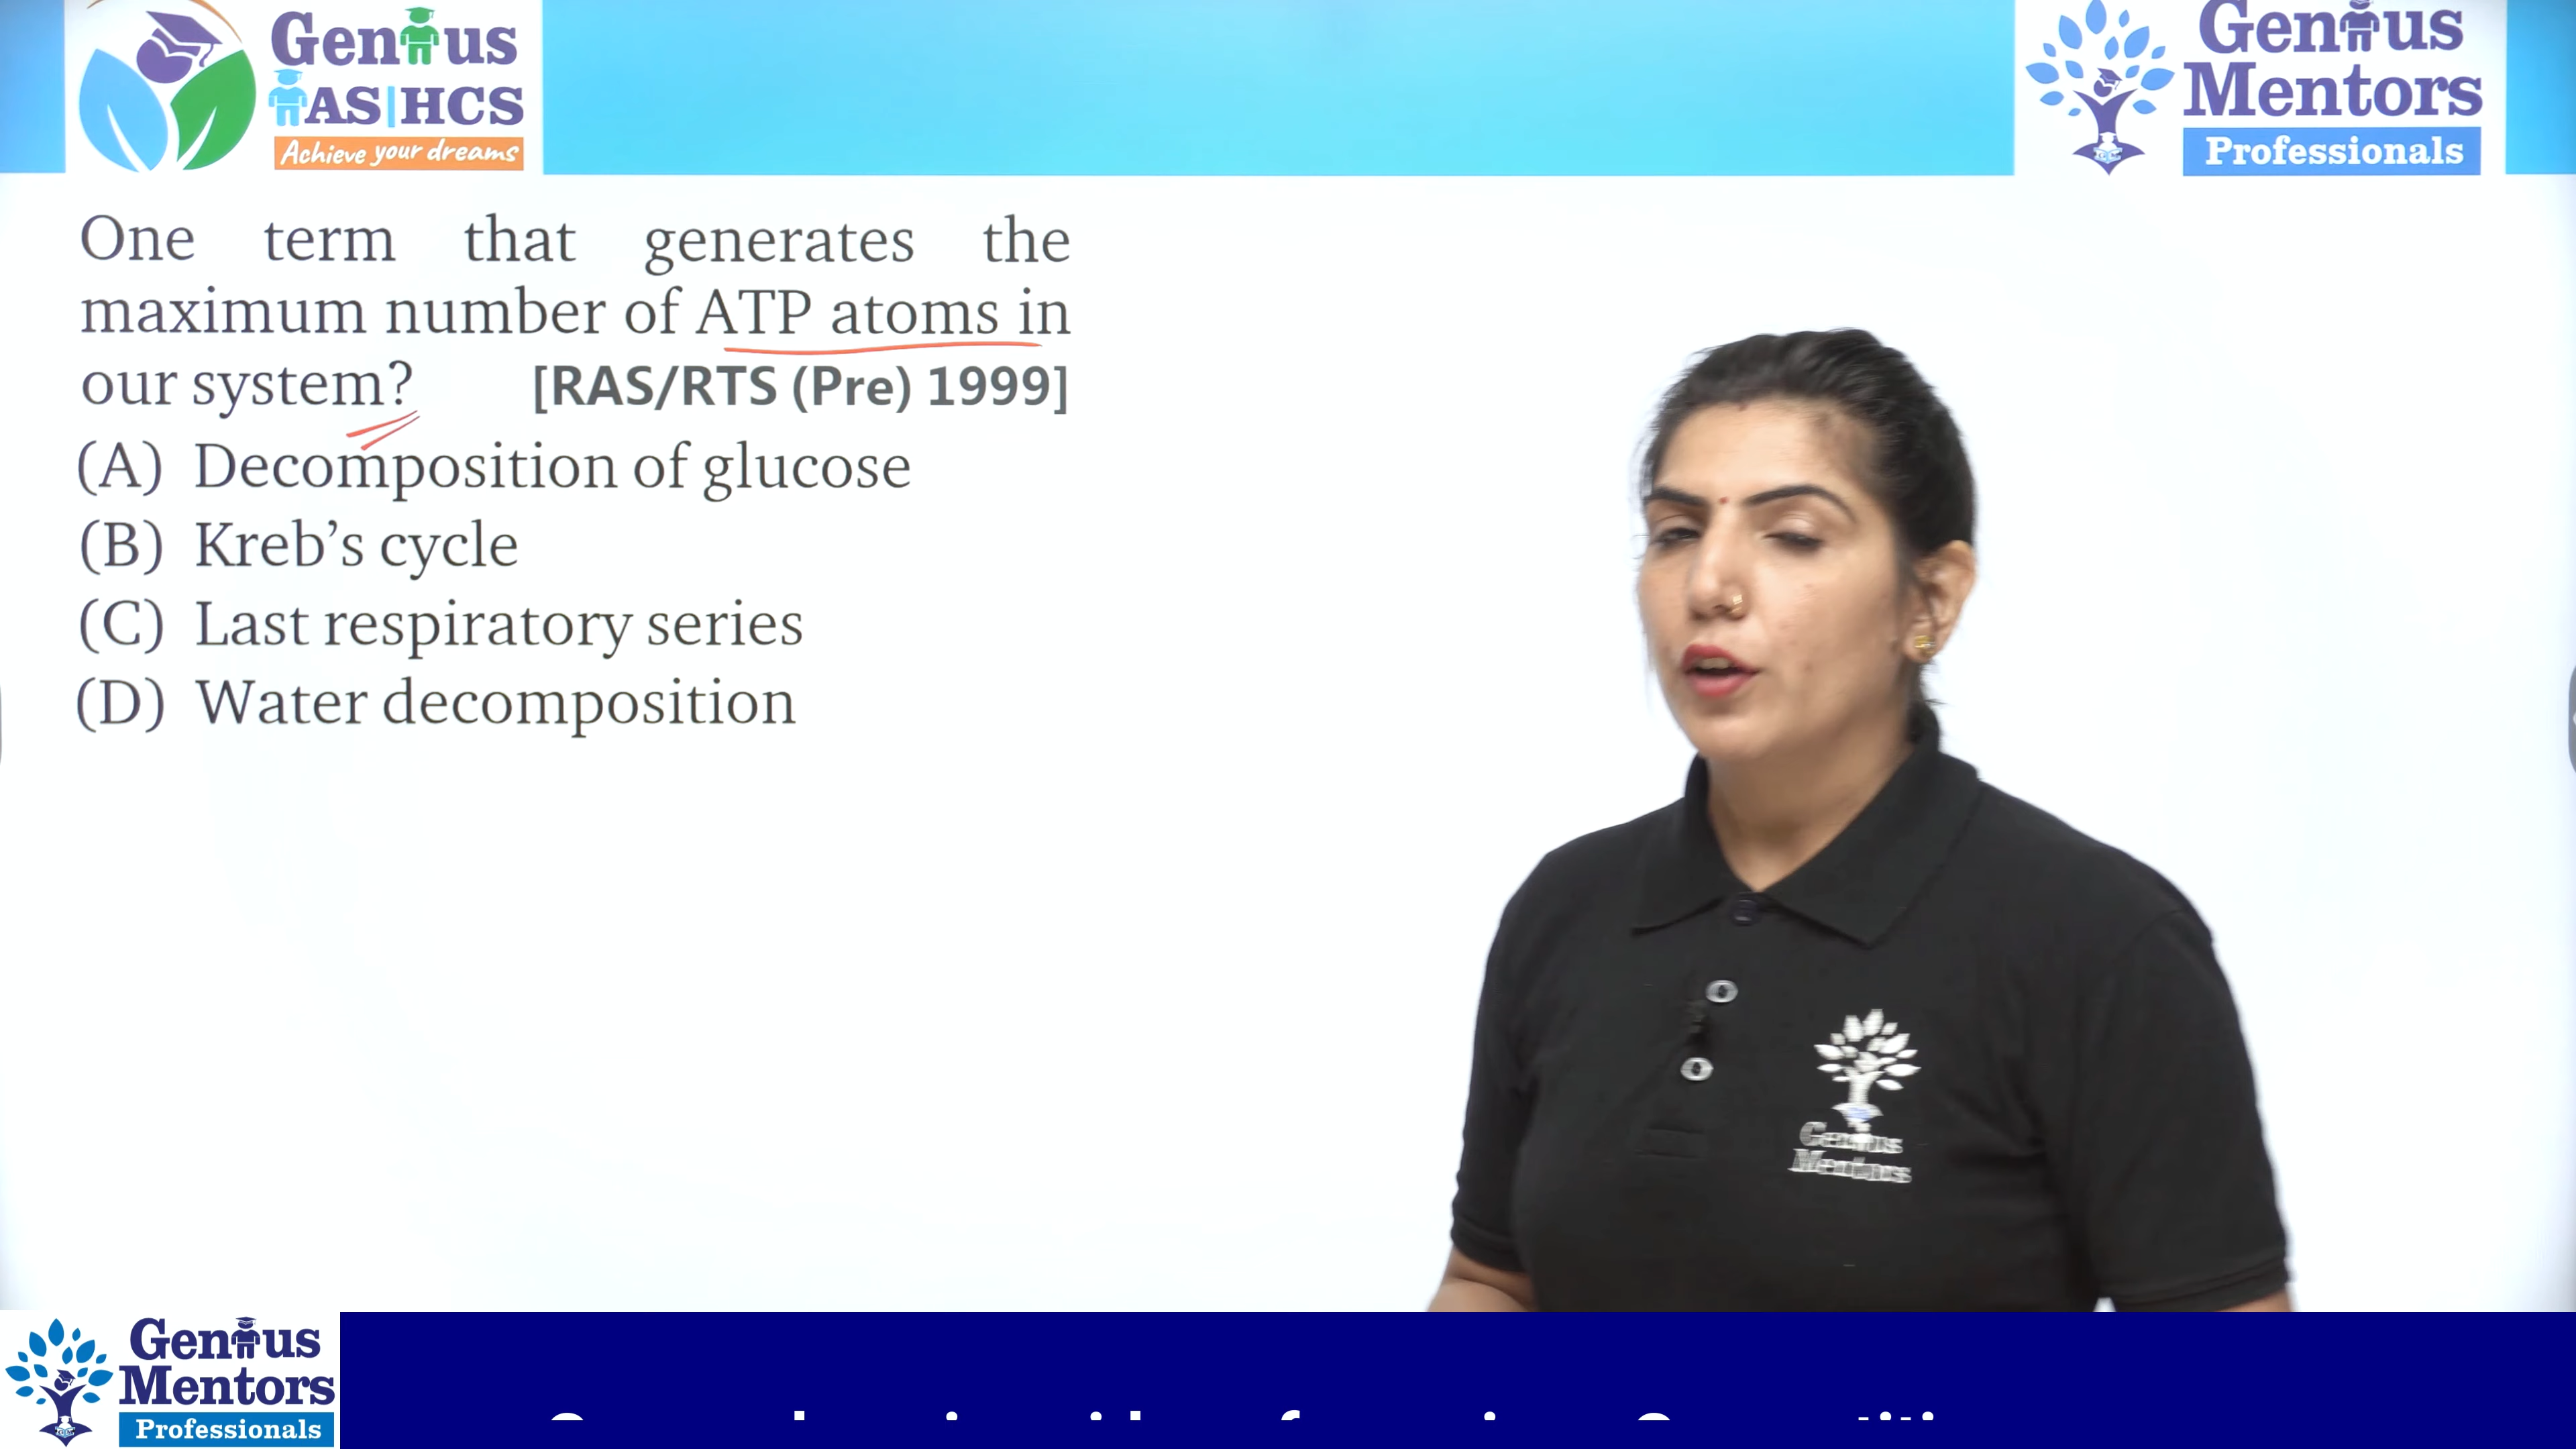 Genius
IAS|HCS
Achieve your dreams
Genius
Mentors
Professionals
One term that generates the
maximum number of ATP atoms in
our system? [RAS/RTS (Pre) 1999]
(A) Decomposition of glucose
(B) Kreb’s cycle
(C) Last respiratory series
(D) Water decomposition
Genius
Mentors
Genius
Mentors
Professionals